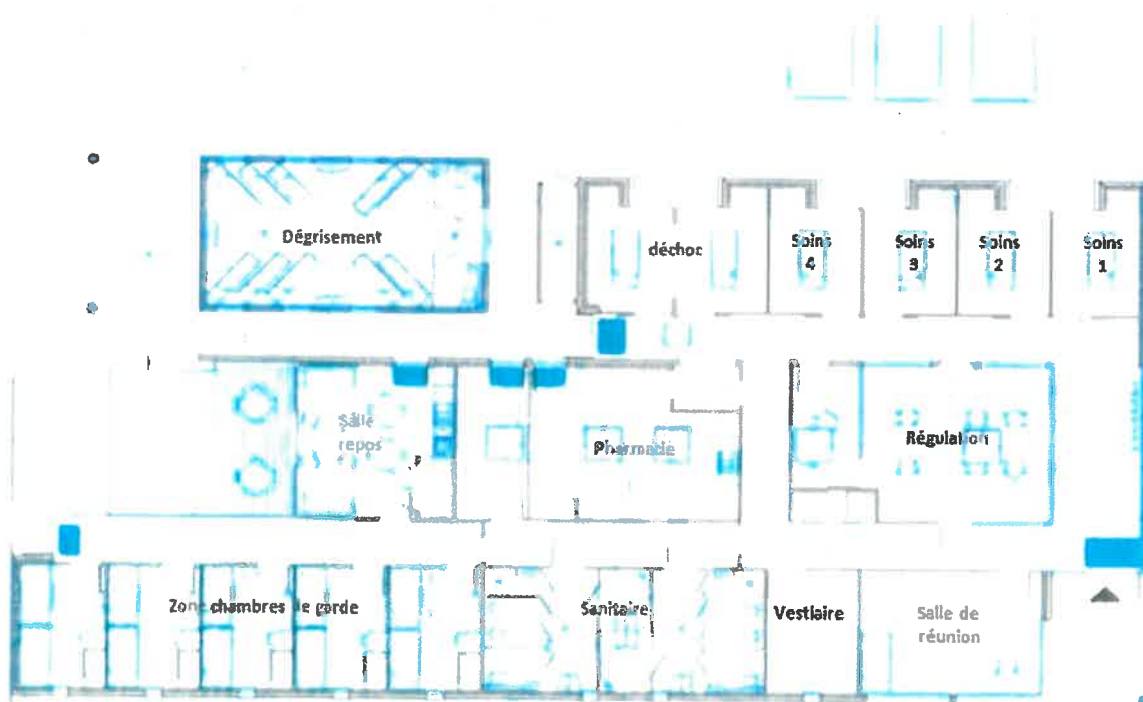 Dégrisement
déchoc
Soins
4
Soins
3
Soins
2
Soins
1
Salle
repos
Pharmacie
Régulation
Zone chambres de garde
Sanitaire
Vestiaire
Salle de
réunion